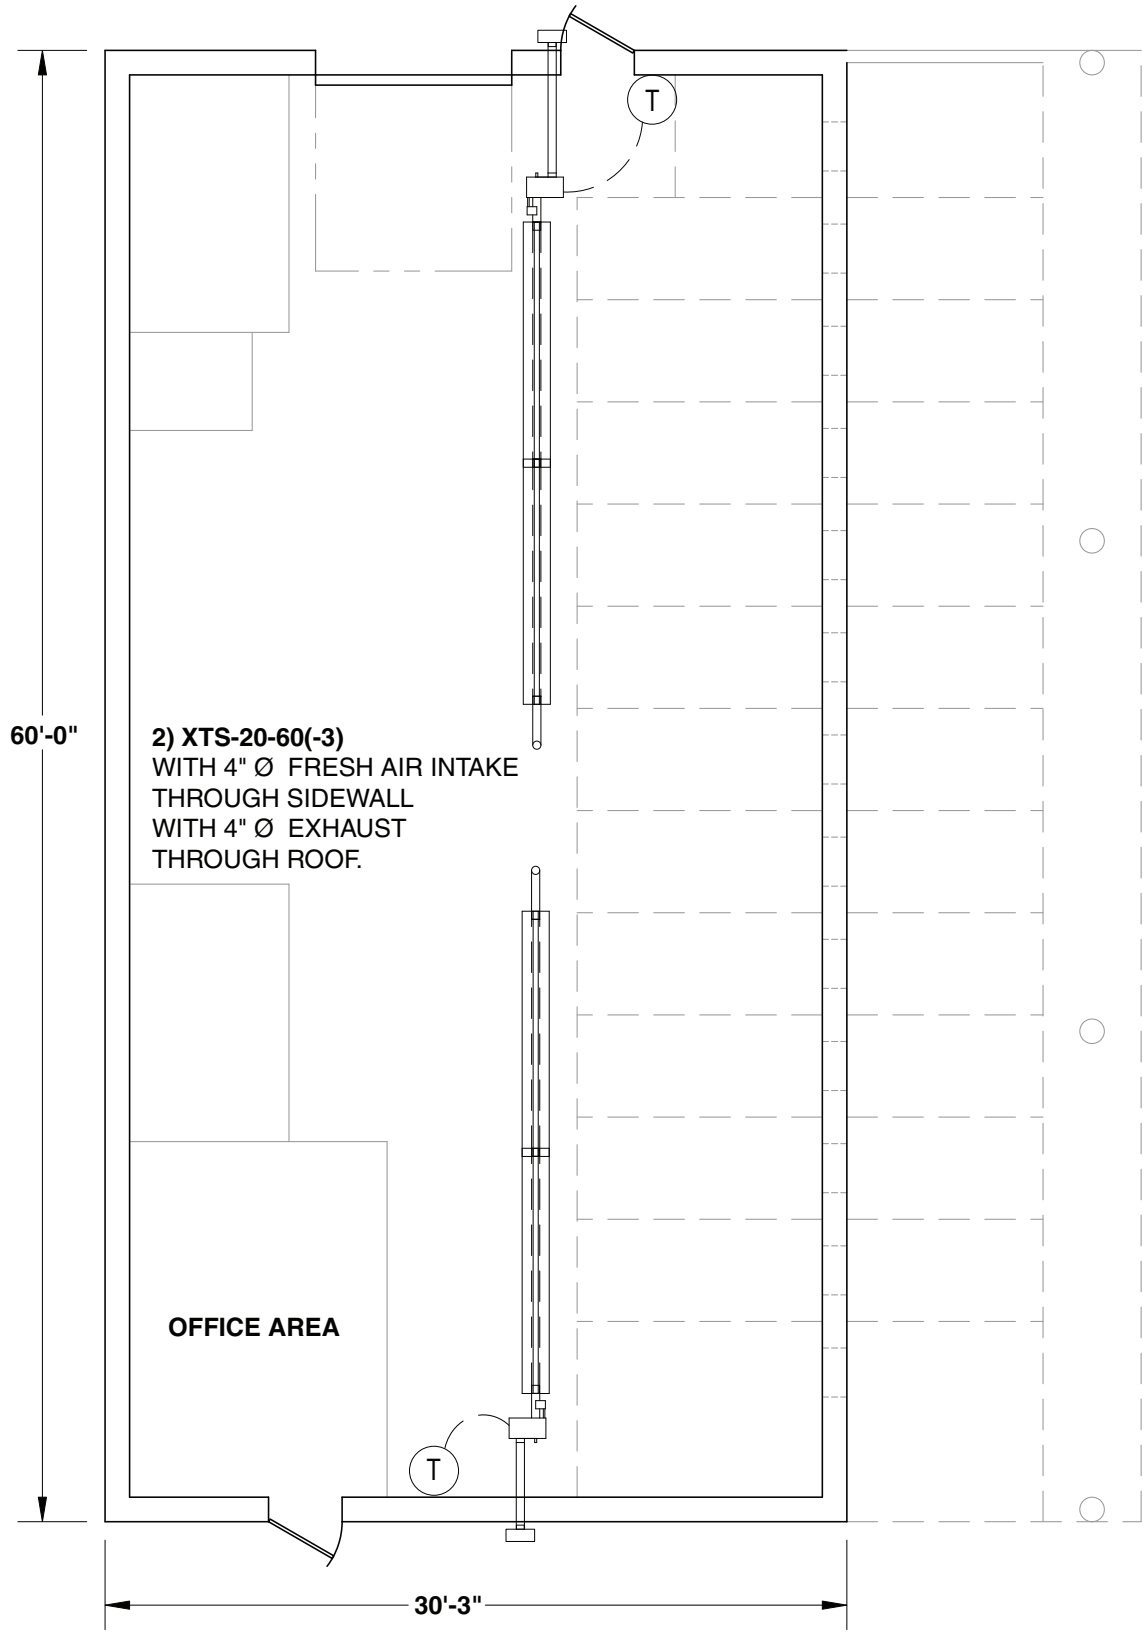 T
60'-0"
2) XTS-20-60(-3)
WITH 4" Ø FRESH AIR INTAKE
THROUGH SIDEWALL
WITH 4" Ø EXHAUST
THROUGH ROOF.
OFFICE AREA
T
30'-3"